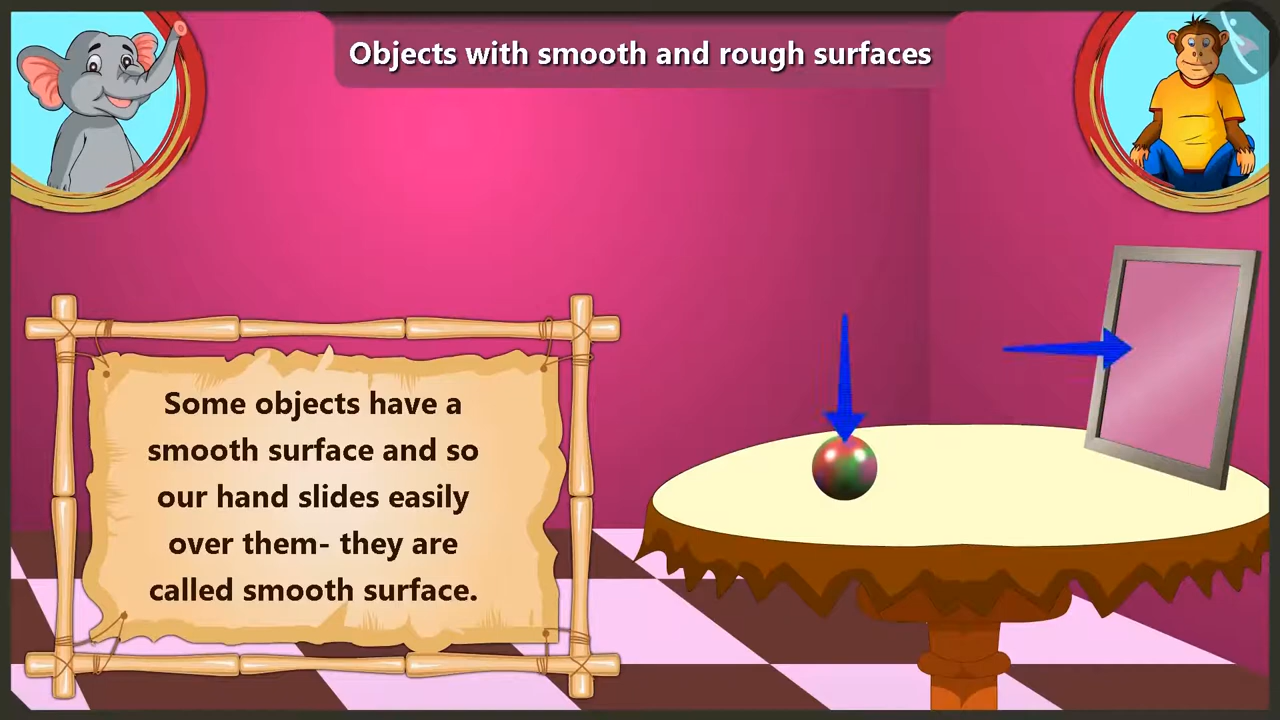 Objects with smooth and rough surfaces
Some objects have a
smooth surface and so
our hand slides easily
over them- they are
called smooth surface.